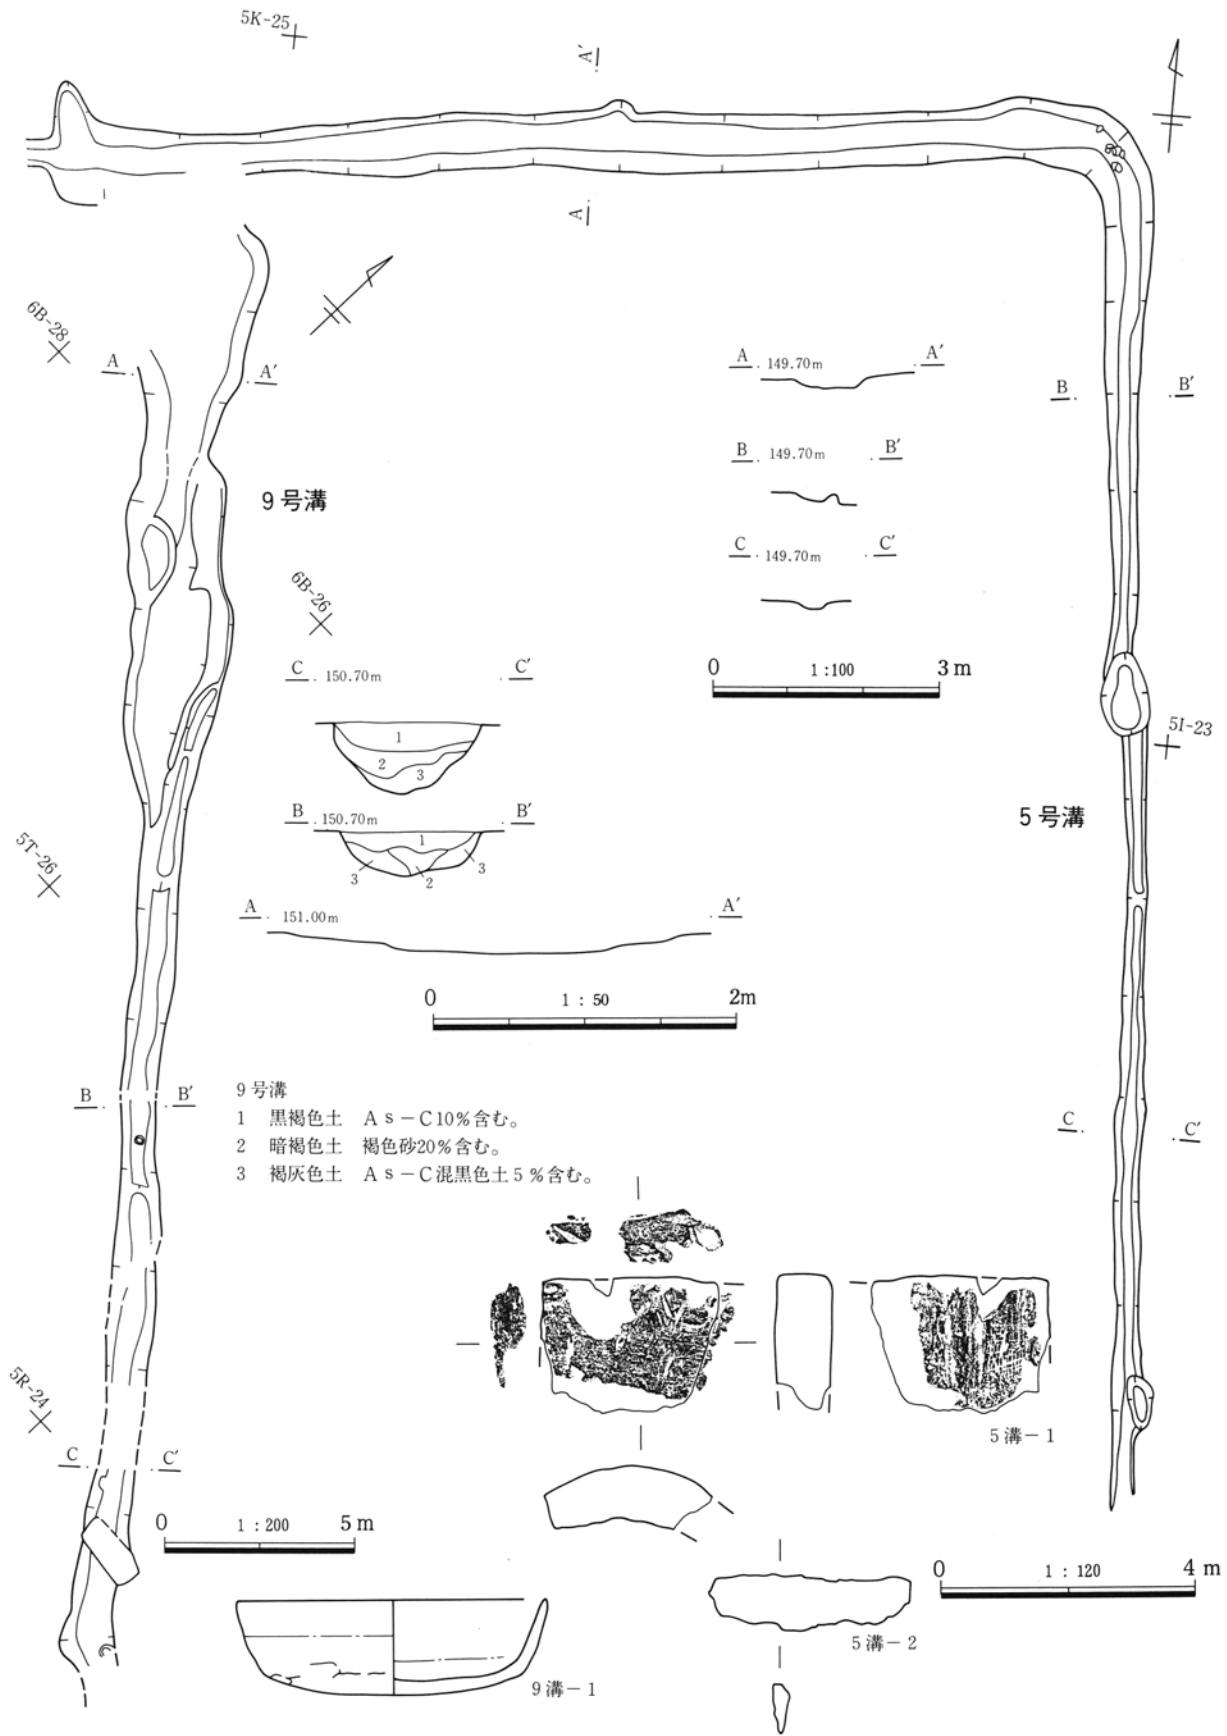 5K-25
A′
A
6B-28
A
A′
A 149.70m A′
B B′
B 149.70m B′
9号溝
C 149.70m C′
6B-26
C 150.70m C′
0 1:100 3m
5I-23
B 150.70m B′
5号溝
1
2
3
1
3
2
3
5T-26
A 151.00m A′
0 1:50 2m
B B′
9号溝
1 黒褐色土 As-C10%含む。
2 暗褐色土 褐色砂20%含む。
3 褐灰色土 As-C混黒色土5%含む。
C C′
5R-24
5溝-1
C C′
0 1:200 5m
0 1:120 4m
5溝-2
9溝-1